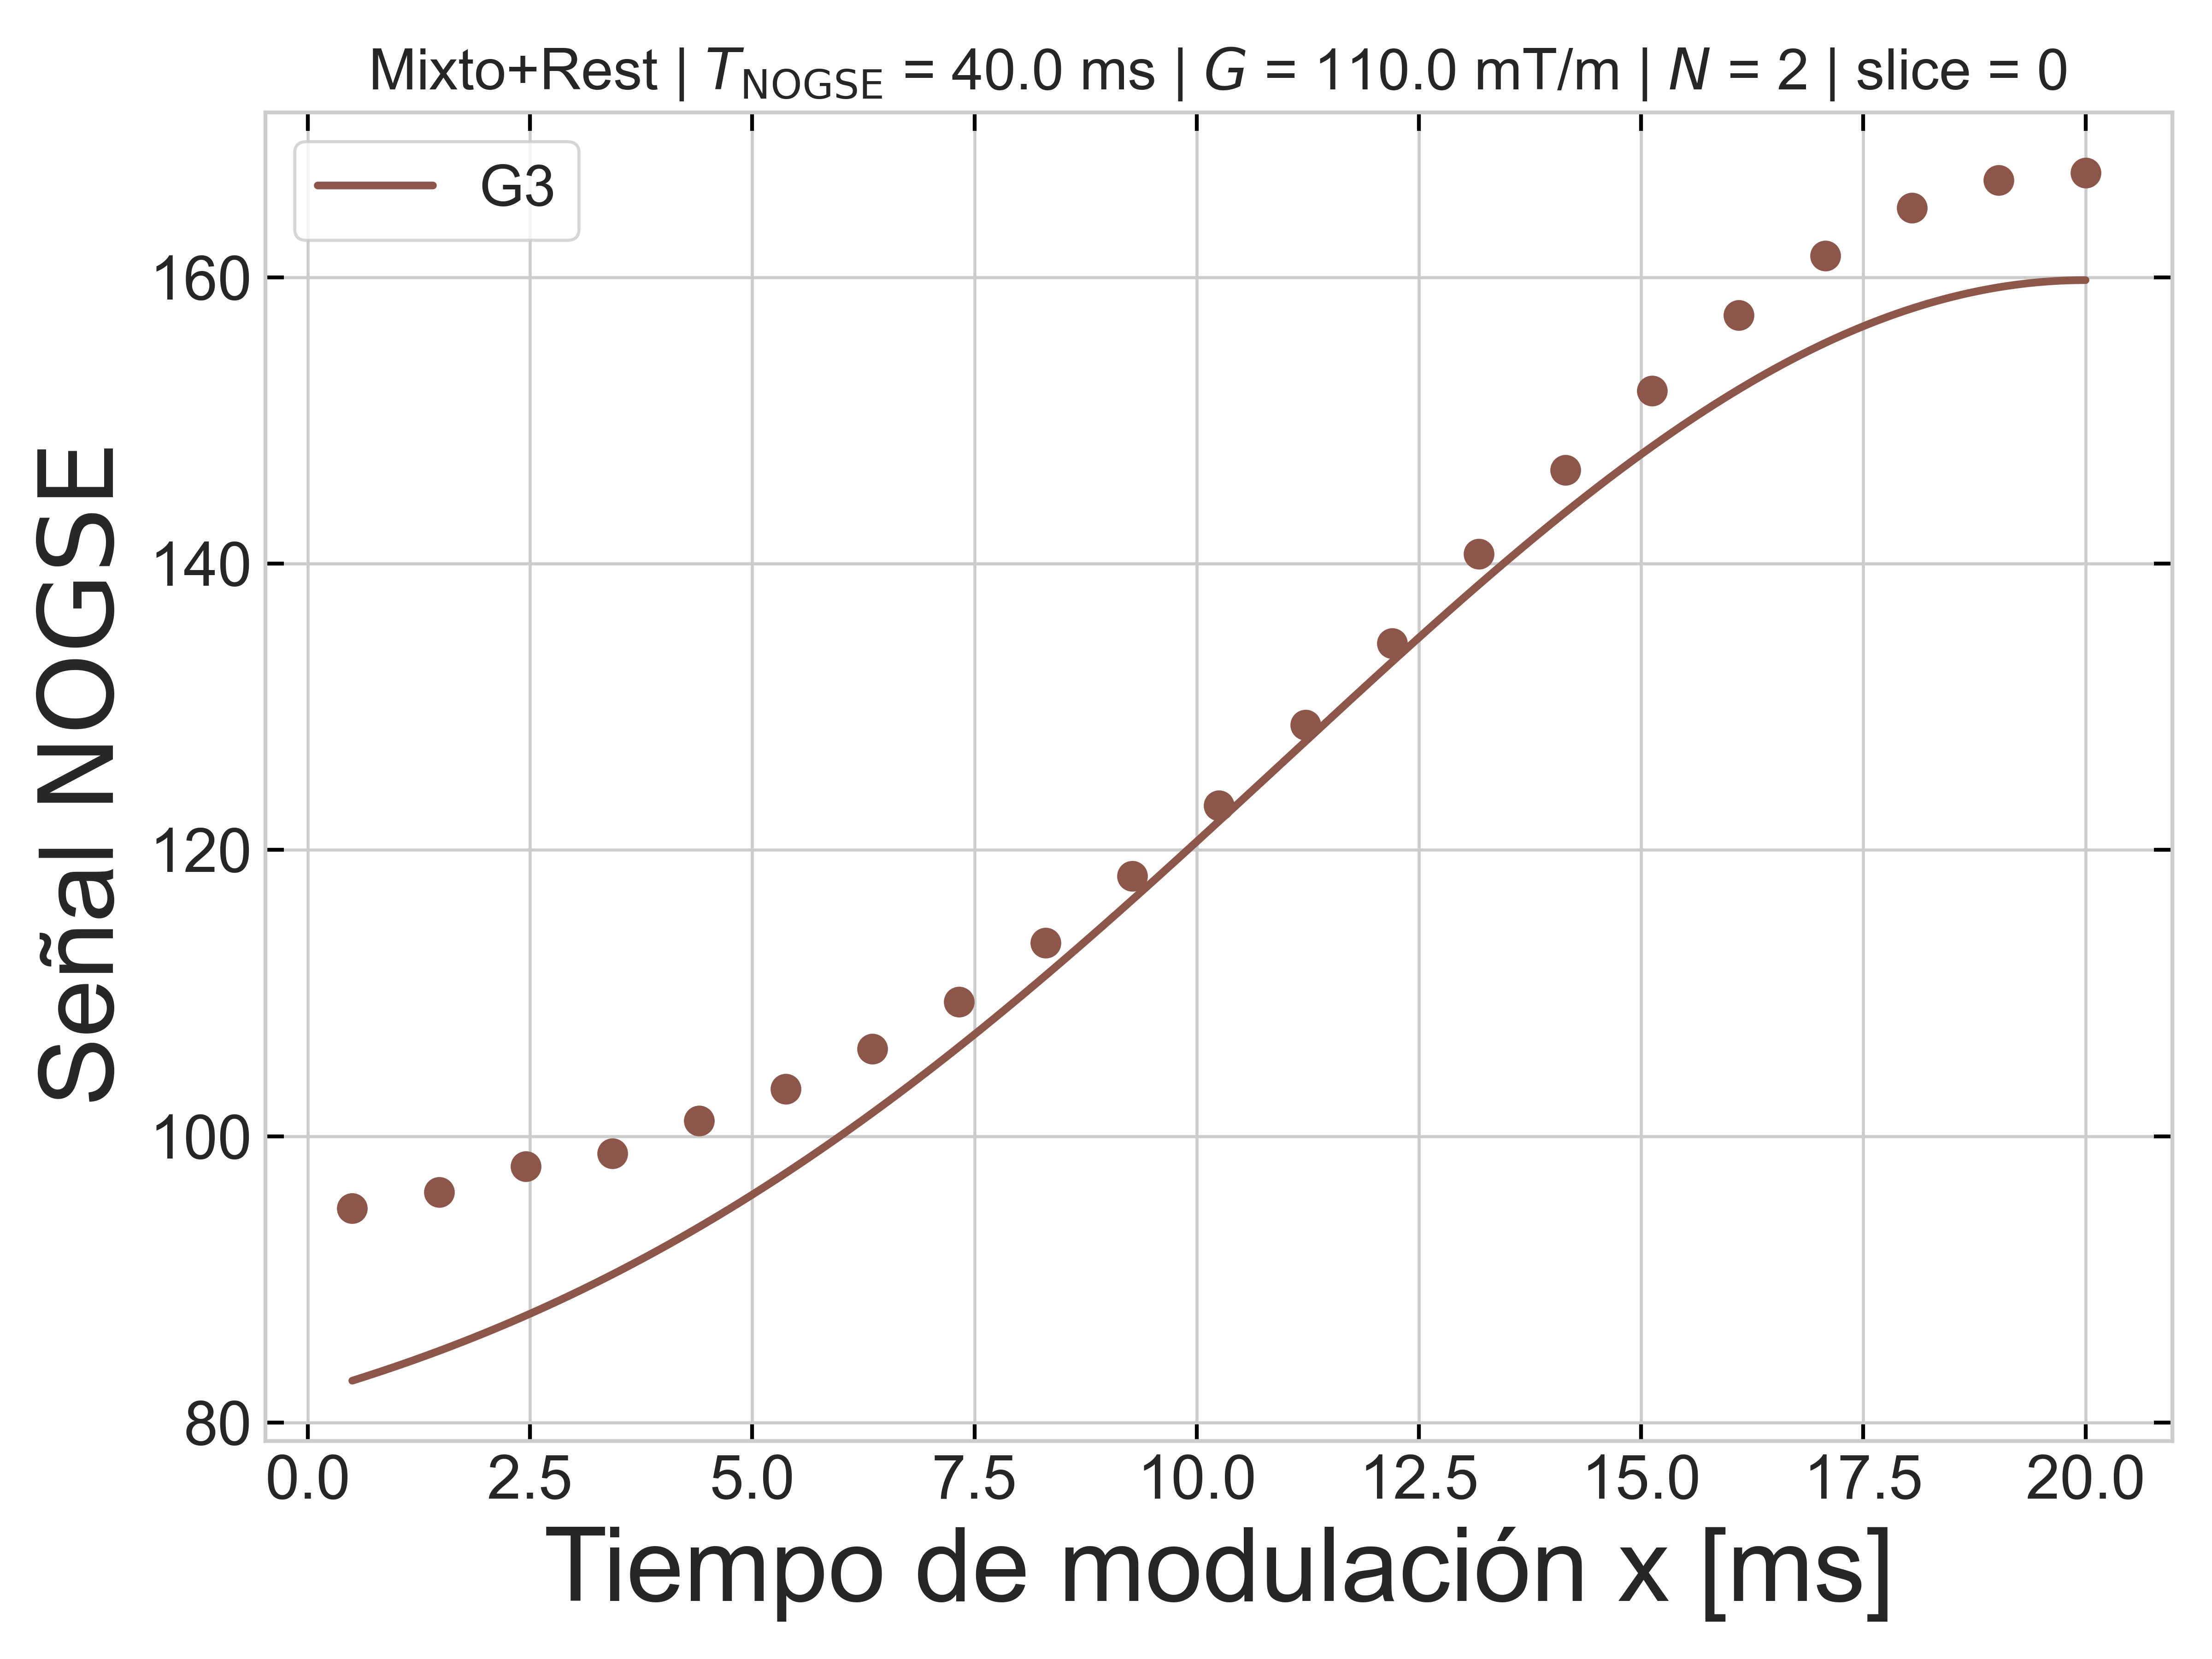 Mixto+Rest | T_NOGSE = 40.0 ms | G = 110.0 mT/m | N = 2 | slice = 0
G3
160
140
120
100
80
Señal NOGSE
0.0 2.5 5.0 7.5 10.0 12.5 15.0 17.5 20.0
Tiempo de modulación x [ms]